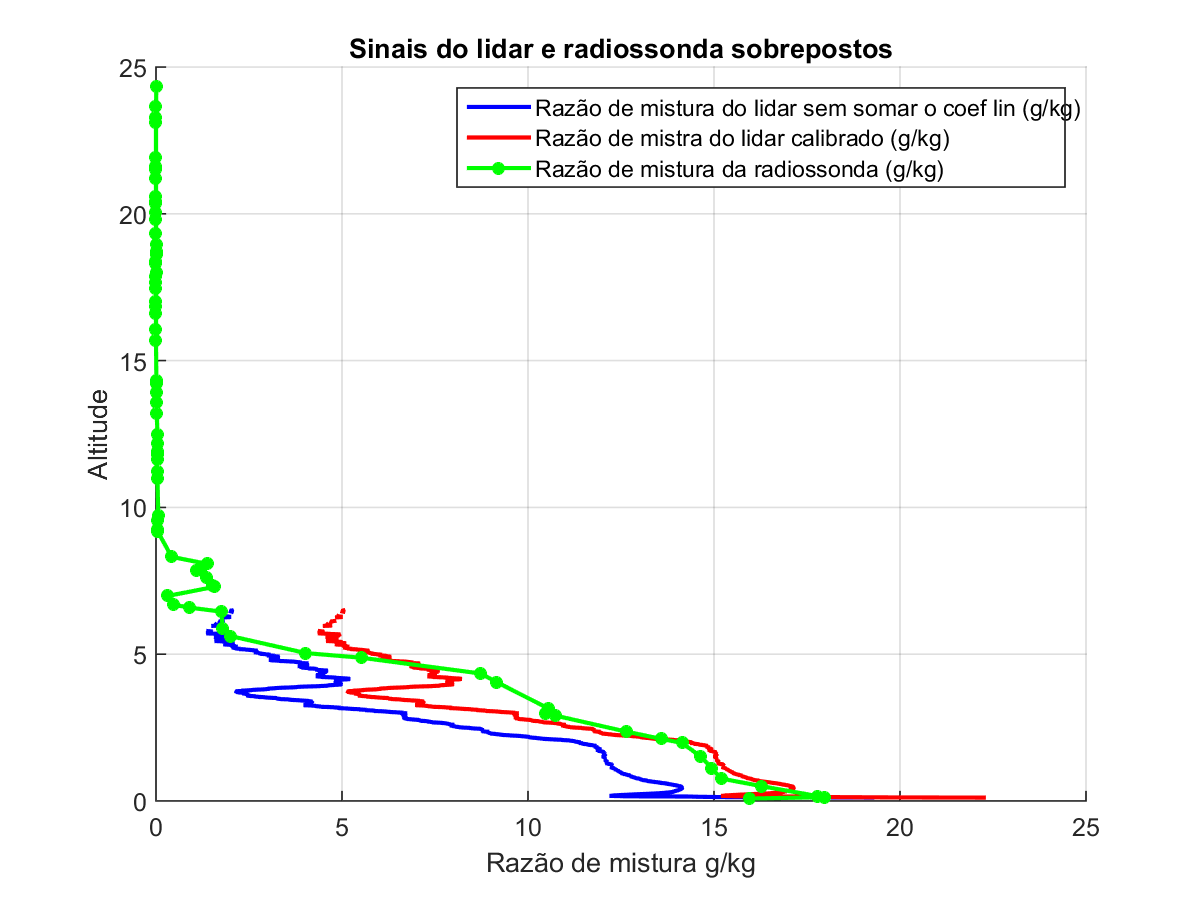 Sinais do lidar e radiossonda sobrepostos
25
Razão de mistura do lidar sem somar o coef lin (g/kg)
Razão de mistra do lidar calibrado (g/kg)
Razão de mistura da radiossonda (g/kg)
20
15
Altitude
10
5
0
0 5 10 15 20 25
Razão de mistura g/kg